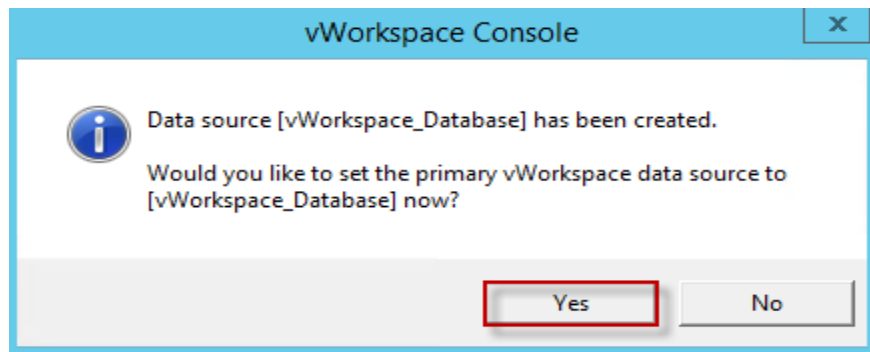 vWorkspace Console
x
Data source [vWorkspace_Database] has been created.
Would you like to set the primary vWorkspace data source to
[vWorkspace_Database] now?
Yes
No